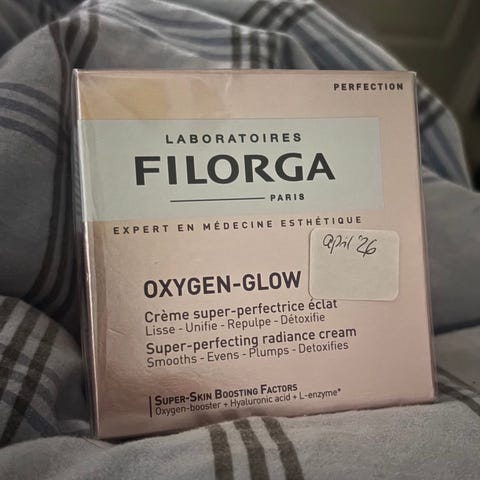 PERFECTION
LABORATOIRES
FILORGA
PARIS
EXPERT EN MÉDECINE ESTHÉTIQUE
april '26
OXYGEN-GLOW
Crème super-perfectrice éclat
Lisse - Unifie - Repulpe - Détoxifie
Super-perfecting radiance cream
Smooths - Evens - Plumps - Detoxifies
SUPER-SKIN BOOSTING FACTORS
Oxygen-booster + Hyaluronic acid + L-enzyme*